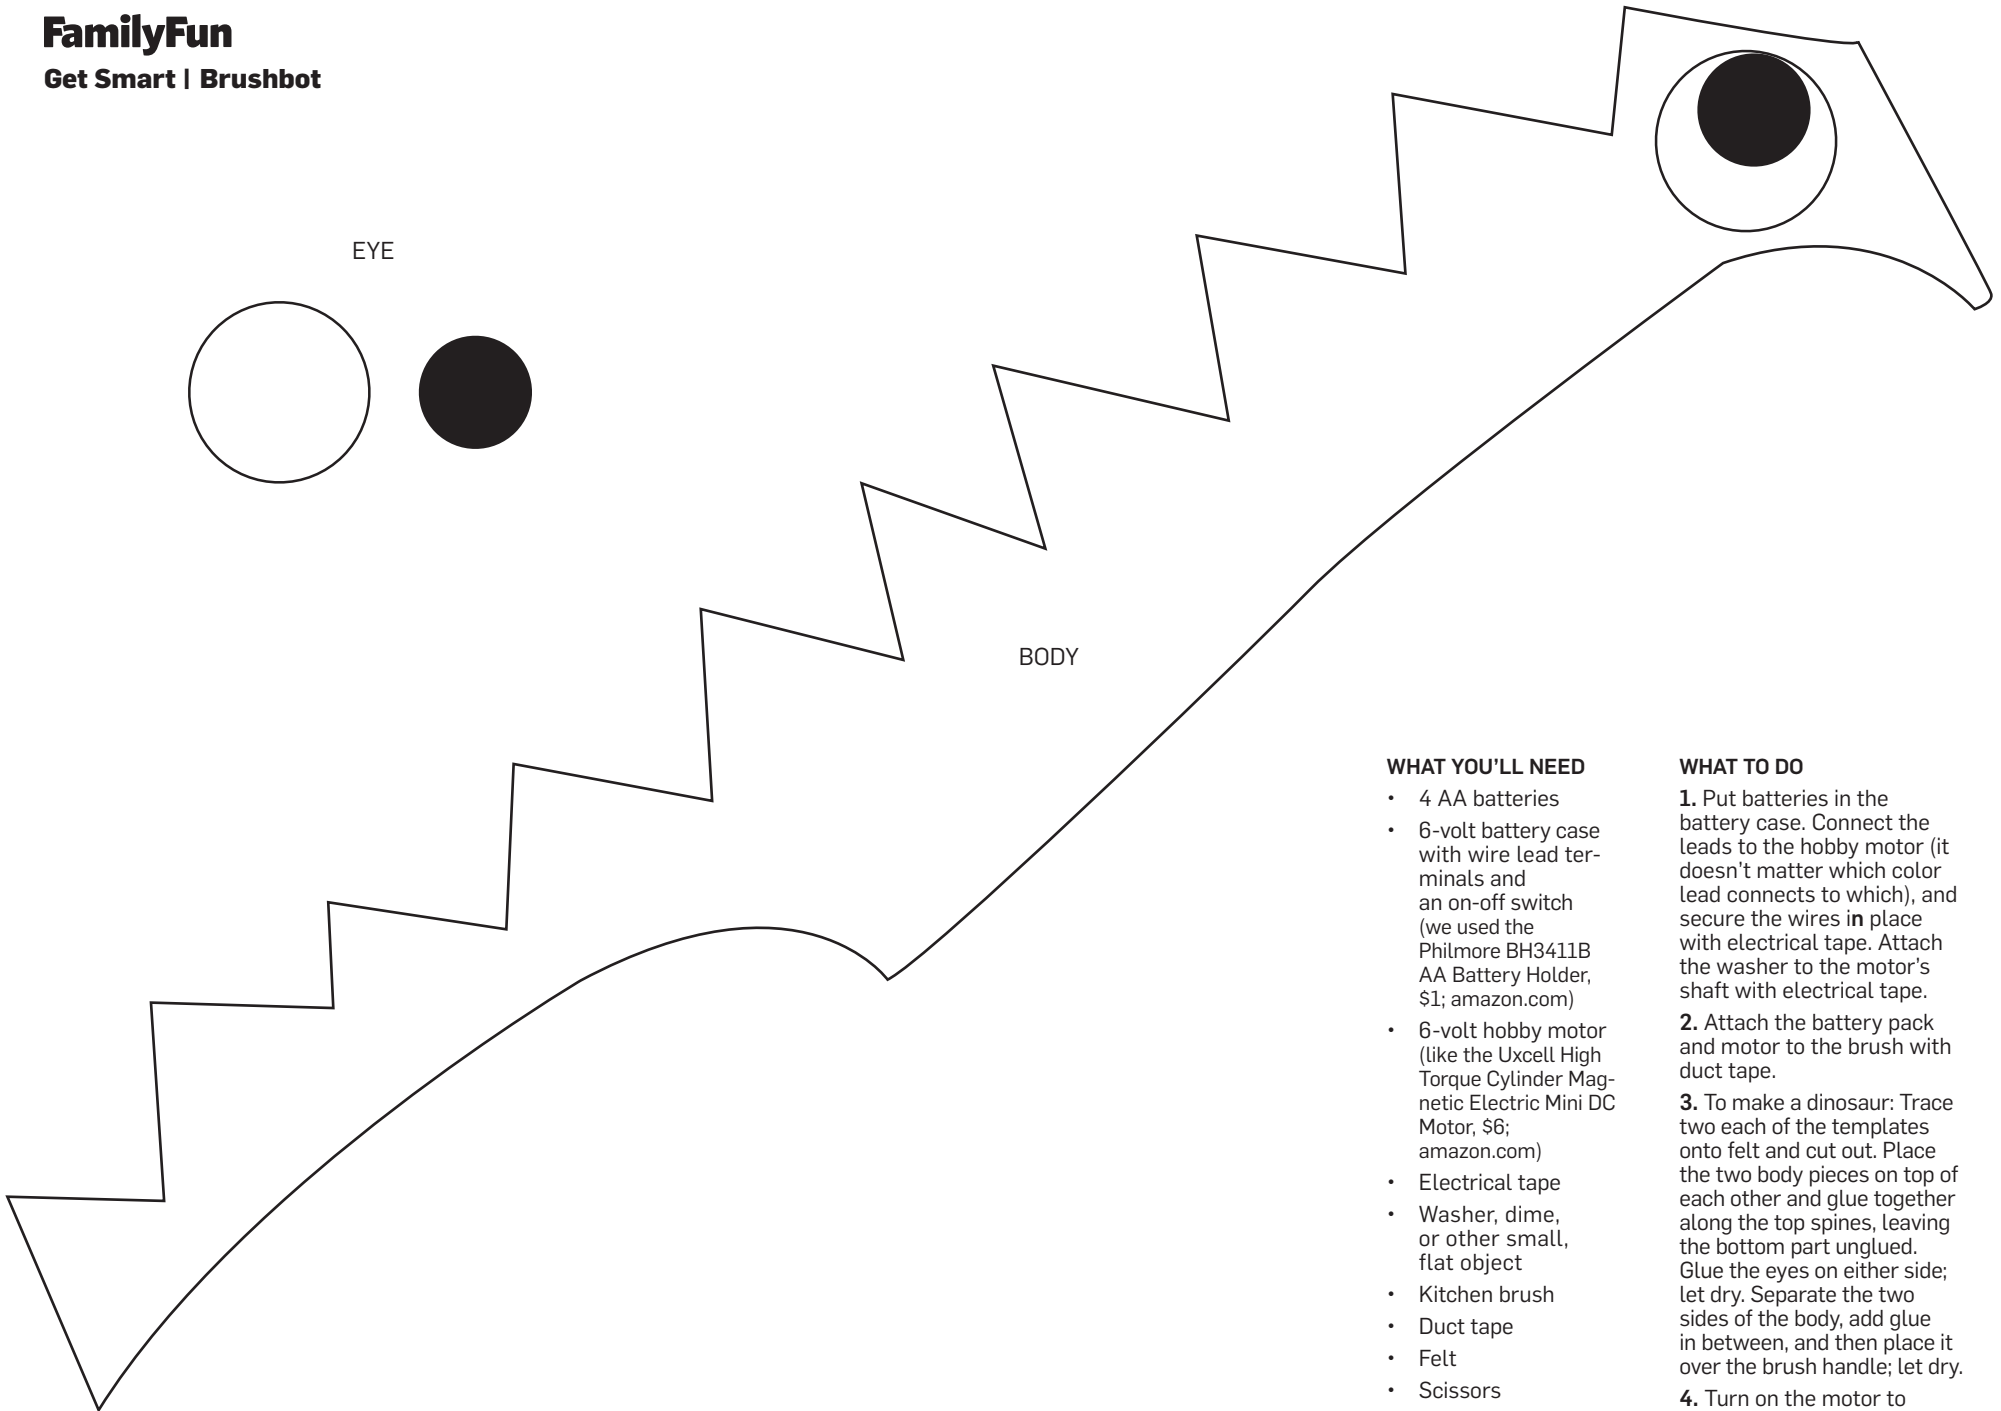 FamilyFun
Get Smart | Brushbot
EYE
BODY
WHAT YOU’LL NEED
• 4 AA batteries
• 6-volt battery case
with wire lead ter-
minals and
an on-off switch
(we used the
Philmore BH3411B
AA Battery Holder,
$1; amazon.com)
• 6-volt hobby motor
(like the Uxcell High
Torque Cylinder Mag-
netic Electric Mini DC
Motor, $6;
amazon.com)
• Electrical tape
• Washer, dime,
or other small,
flat object
• Kitchen brush
• Duct tape
• Felt
• Scissors
WHAT TO DO
1. Put batteries in the
battery case. Connect the
leads to the hobby motor (it
doesn’t matter which color
lead connects to which), and
secure the wires in place
with electrical tape. Attach
the washer to the motor’s
shaft with electrical tape.
2. Attach the battery pack
and motor to the brush with
duct tape.
3. To make a dinosaur: Trace
two each of the templates
onto felt and cut out. Place
the two body pieces on top of
each other and glue together
along the top spines, leaving
the bottom part unglued.
Glue the eyes on either side;
let dry. Separate the two
sides of the body, add glue
in between, and then place it
over the brush handle; let dry.
4. Turn on the motor to